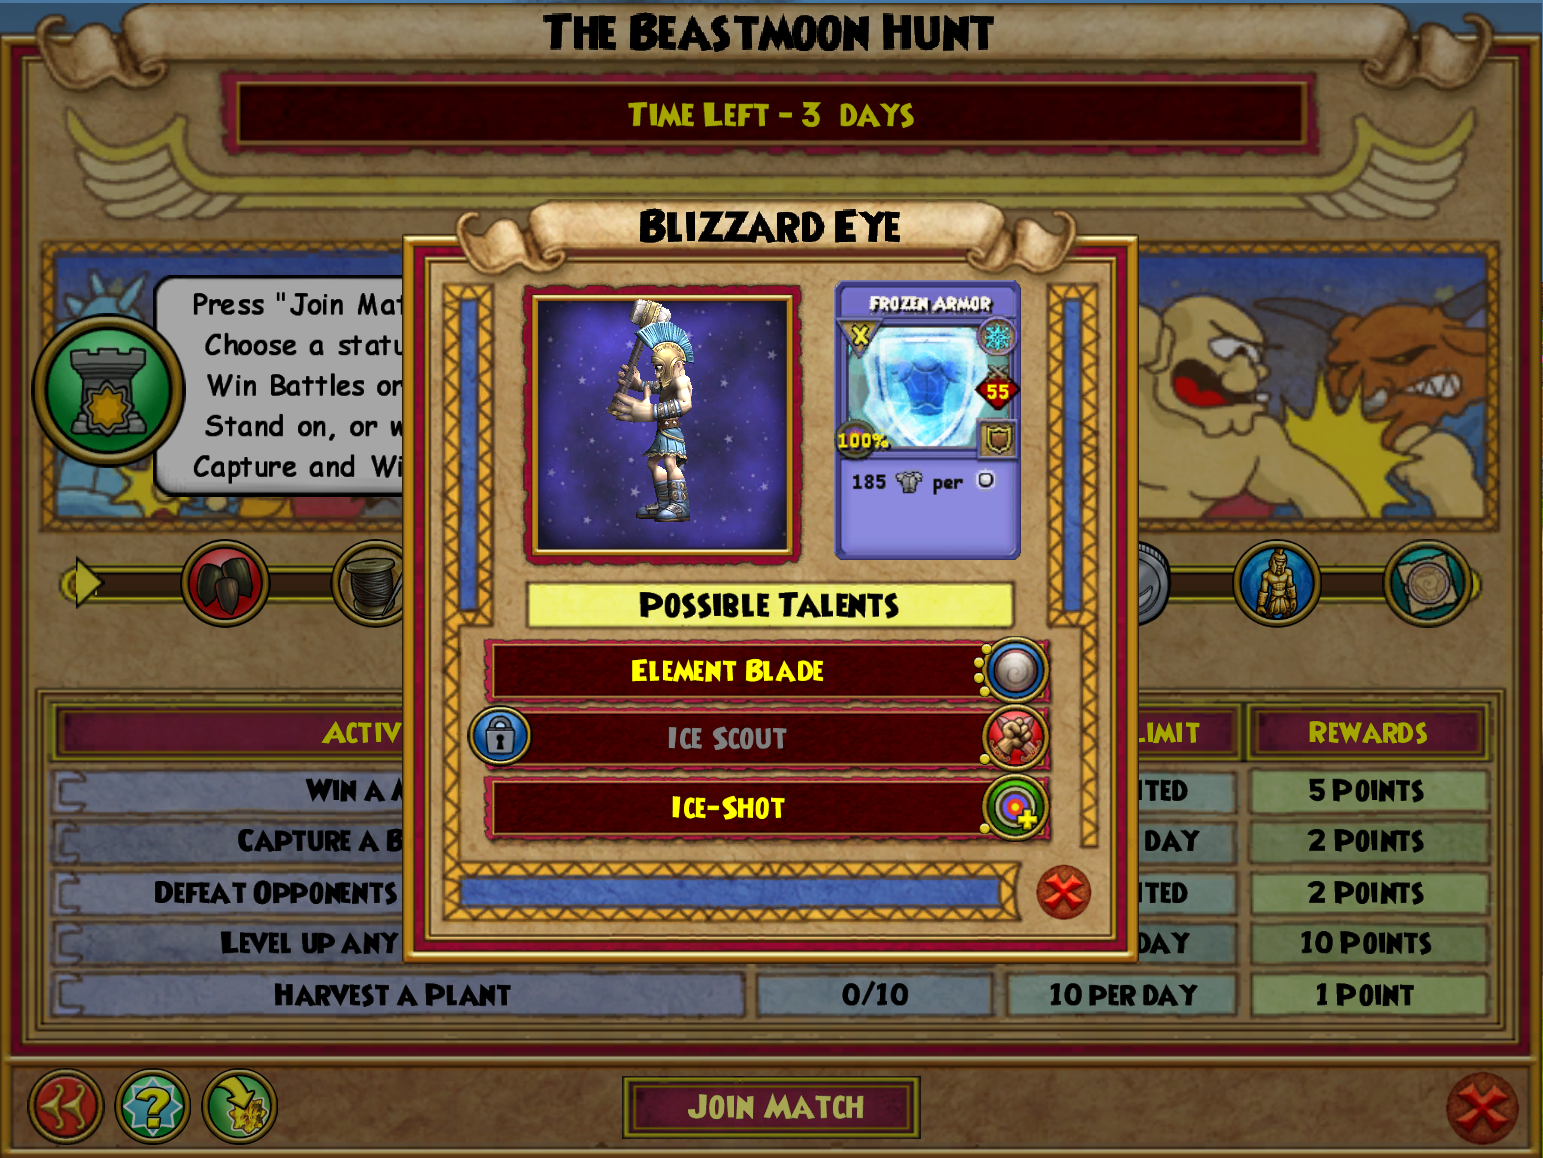 THE BEASTMOON HUNT
TIME LEFT - 3 DAYS
BLIZZARD EYE
Press "Join Mat
Choose a statu
Win Battles or
Stand on, or w
Capture and Wi
FROZEN ARMOR
X
55
100%
185 per
POSSIBLE TALENTS
ELEMENT BLADE
ICE SCOUT
ICE-SHOT
ACTIV LIMIT REWARDS
WIN A M ITED 5 POINTS
CAPTURE A B DAY 2 POINTS
DEFEAT OPPONENTS ITED 2 POINTS
LEVEL UP ANY DAY 10 POINTS
HARVEST A PLANT 0/10 10 PER DAY 1 POINT
?
JOIN MATCH